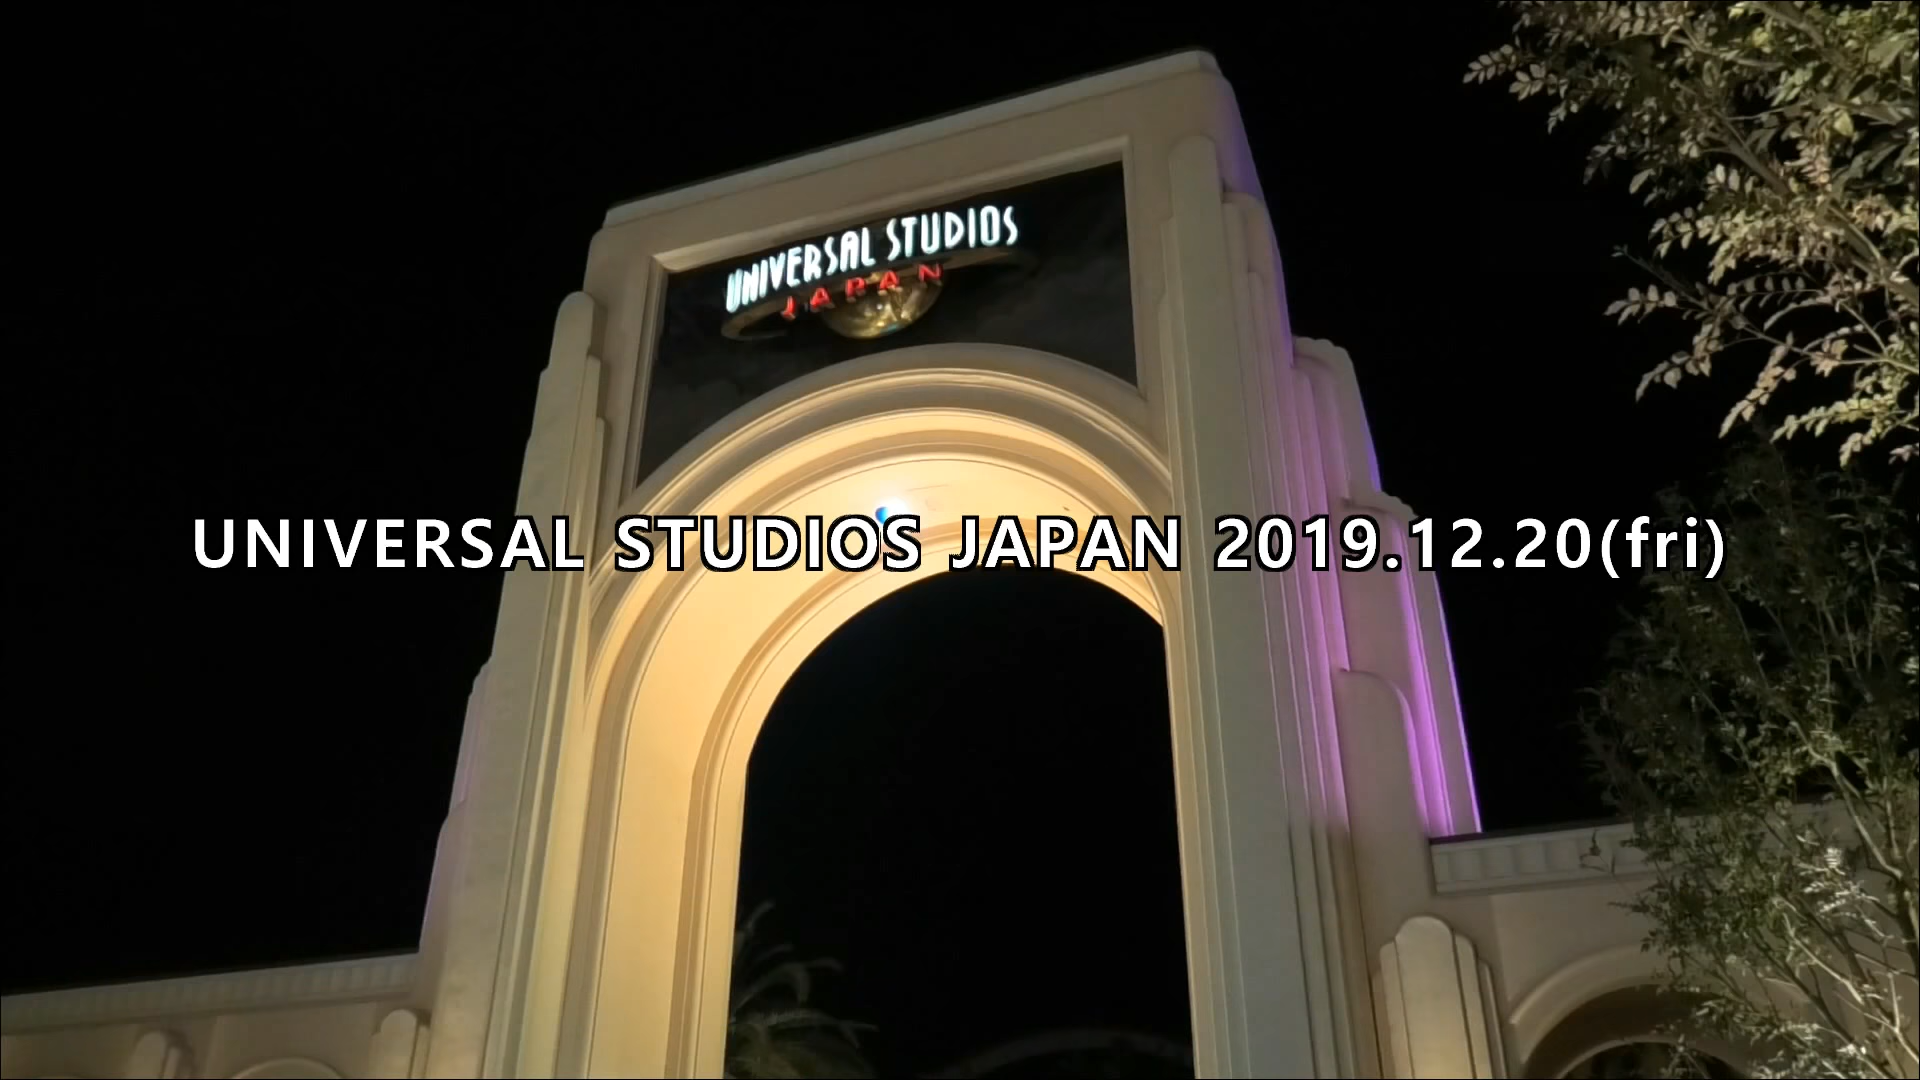 UNIVERSAL STUDIOS
JAPAN
UNIVERSAL STUDIOS JAPAN 2019.12.20(fri)